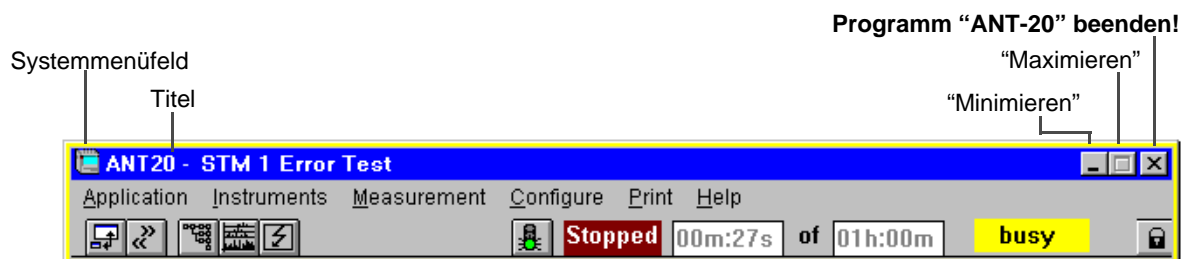 Programm “ANT-20” beenden!
Systemmenüfeld
“Maximieren”
Titel
“Minimieren”
ANT20 - STM 1 Error Test
Application Instruments Measurement Configure Print Help
Stopped 00m:27s of 01h:00m busy